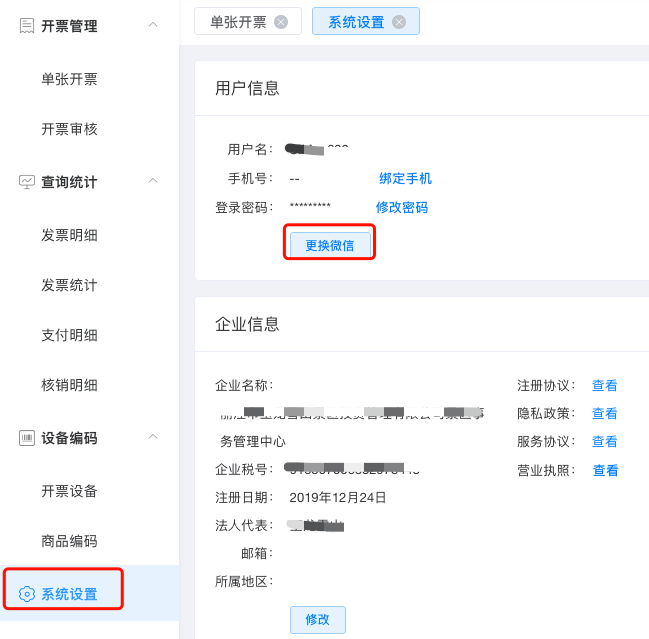 开票管理
单张开票
开票审核
查询统计
发票明细
发票统计
支付明细
核销明细
设备编码
开票设备
商品编码
系统设置
单张开票
系统设置
用户信息
用户名：
手机号： -- 绑定手机
登录密码： ********* 修改密码
更换微信
企业信息
企业名称：
务管理中心
企业税号：
注册日期： 2019年12月24日
法人代表：
邮箱：
所属地区：
修改
注册协议： 查看
隐私政策： 查看
服务协议： 查看
营业执照： 查看